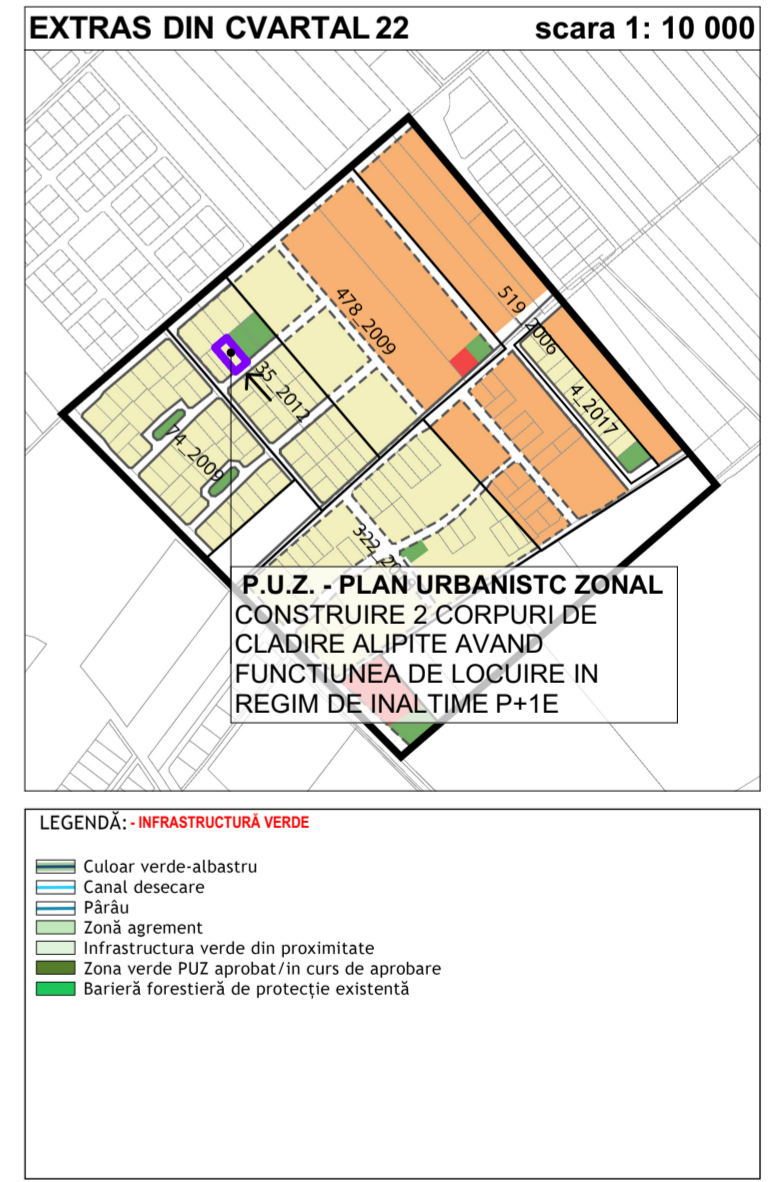 EXTRAS DIN CVARTAL 22 scara 1: 10 000
519_2006
478_2009
35_2012
4_2017
74_2009
P.U.Z. - PLAN URBANISTC ZONAL
CONSTRUIRE 2 CORPURI DE
CLADIRE ALIPITE AVAND
FUNCTIUNEA DE LOCUIRE IN
REGIM DE INALTIME P+1E
LEGENDĂ: - INFRASTRUCTURĂ VERDE
Culoar verde-albastru
Canal desecare
Pârâu
Zonă agrement
Infrastructura verde din proximitate
Zona verde PUZ aprobat/in curs de aprobare
Barieră forestieră de protecție existentă